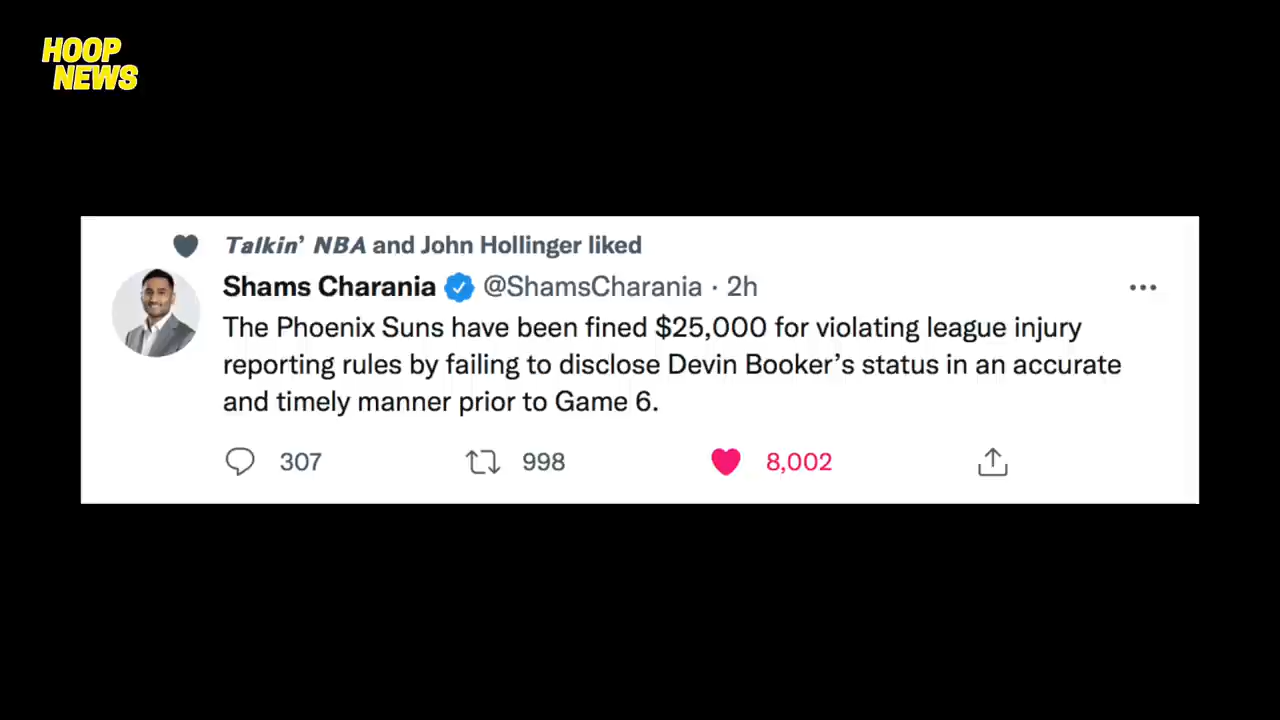 HOOP
NEWS
Talkin’ NBA and John Hollinger liked
Shams Charania @ShamsCharania · 2h
The Phoenix Suns have been fined $25,000 for violating league injury
reporting rules by failing to disclose Devin Booker’s status in an accurate
and timely manner prior to Game 6.
307 998 8,002